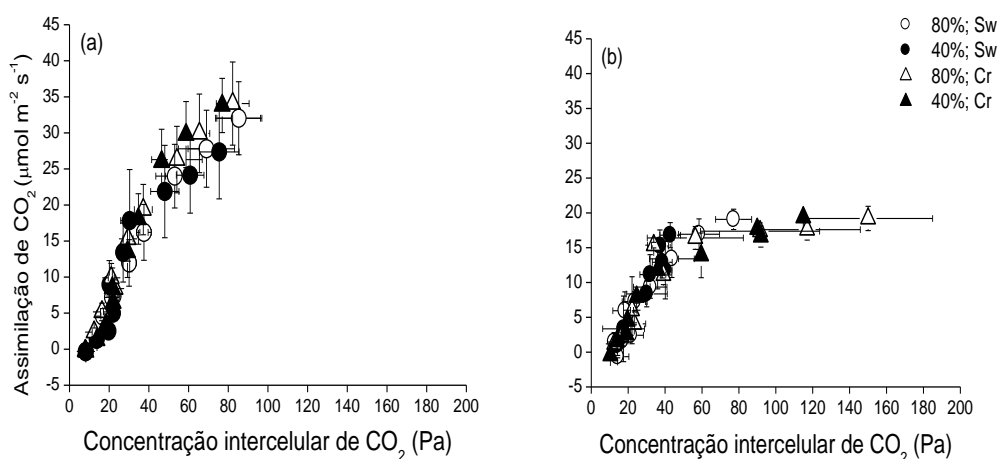 (a)
45
40
35
30
25
20
15
10
5
0
-5
Assimilação de CO₂ (μmol m⁻² s⁻¹)
0 20 40 60 80 100 120 140 160 180 200
Concentração intercelular de CO₂ (Pa)
(b)
45
40
35
30
25
20
15
10
5
0
-5
0 20 40 60 80 100 120 140 160 180 200
Concentração intercelular de CO₂ (Pa)
80%; Sw
40%; Sw
80%; Cr
40%; Cr